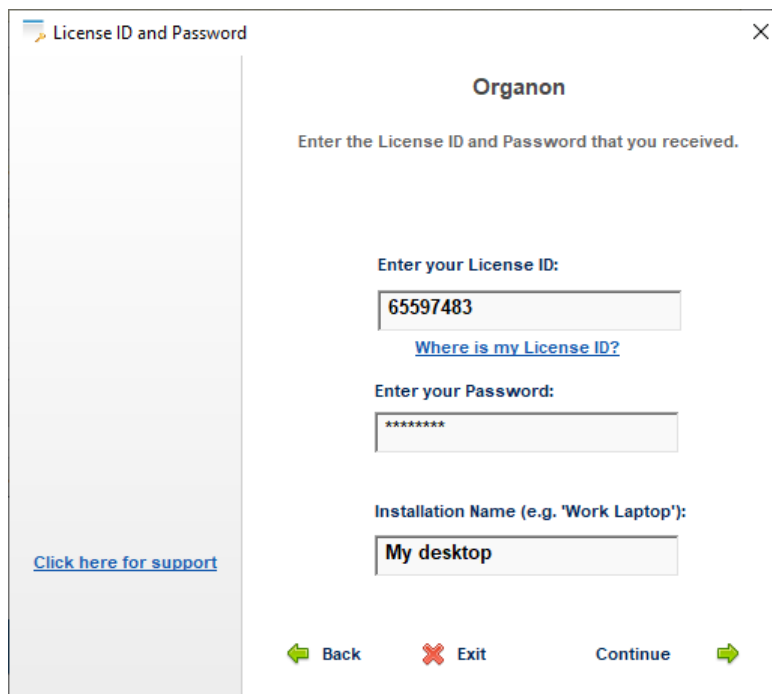 License ID and Password
Organon
Enter the License ID and Password that you received.
Enter your License ID:
65597483
Where is my License ID?
Enter your Password:
********
Installation Name (e.g. 'Work Laptop'):
My desktop
Click here for support
Back Exit Continue